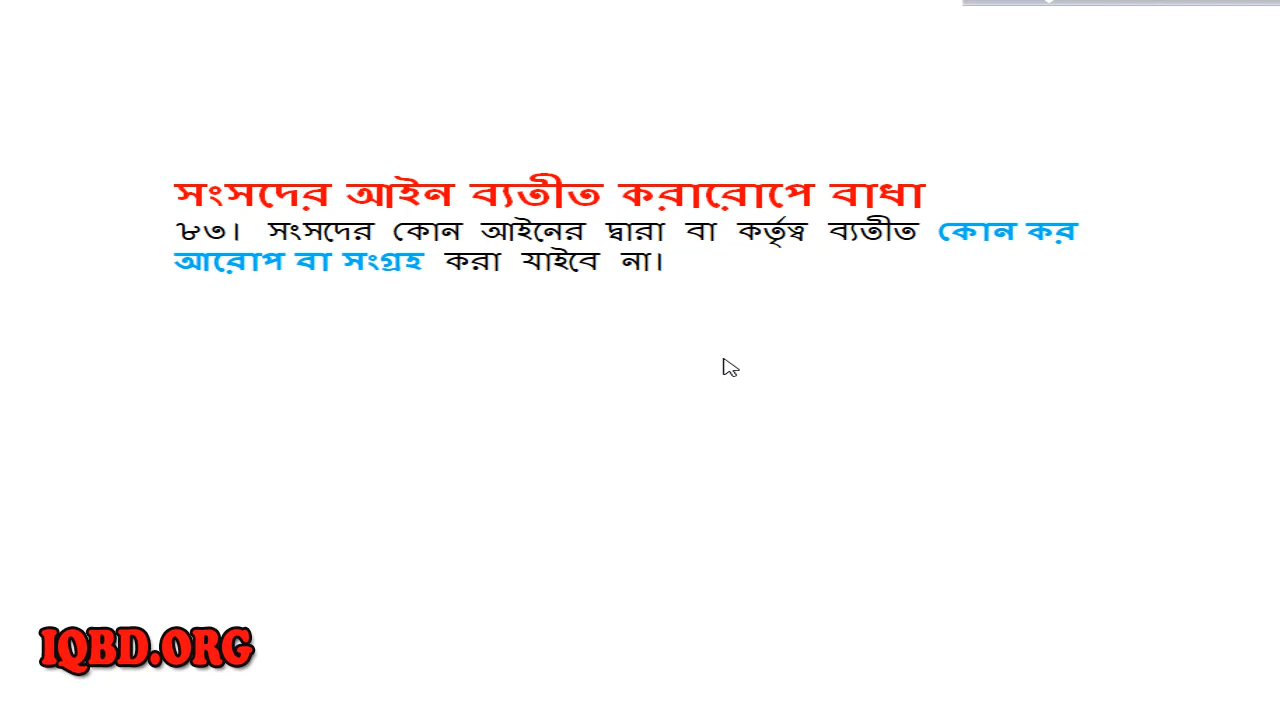 সংসদের আইন ব্যতীত করারোপে বাধা
৮৩। সংসদের কোন আইনের দ্বারা বা কর্তৃত্ব ব্যতীত কোন কর
আরোপ বা সংগ্রহ করা যাইবে না।
IQBD.ORG